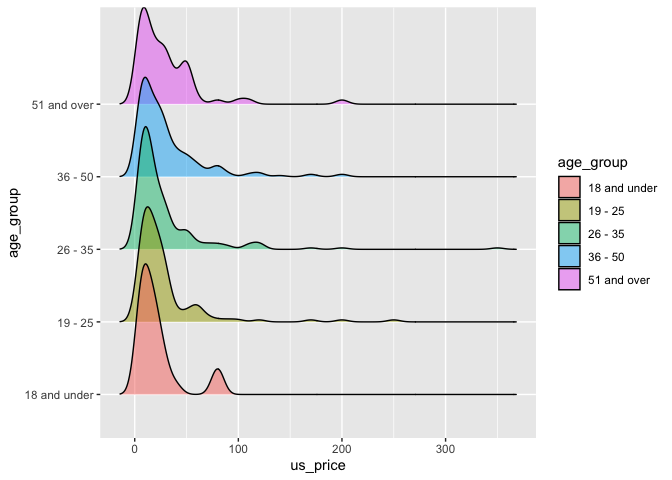 51 and over
36 - 50
26 - 35
19 - 25
18 and under
age_group
0 100 200 300
us_price
age_group
18 and under
19 - 25
26 - 35
36 - 50
51 and over